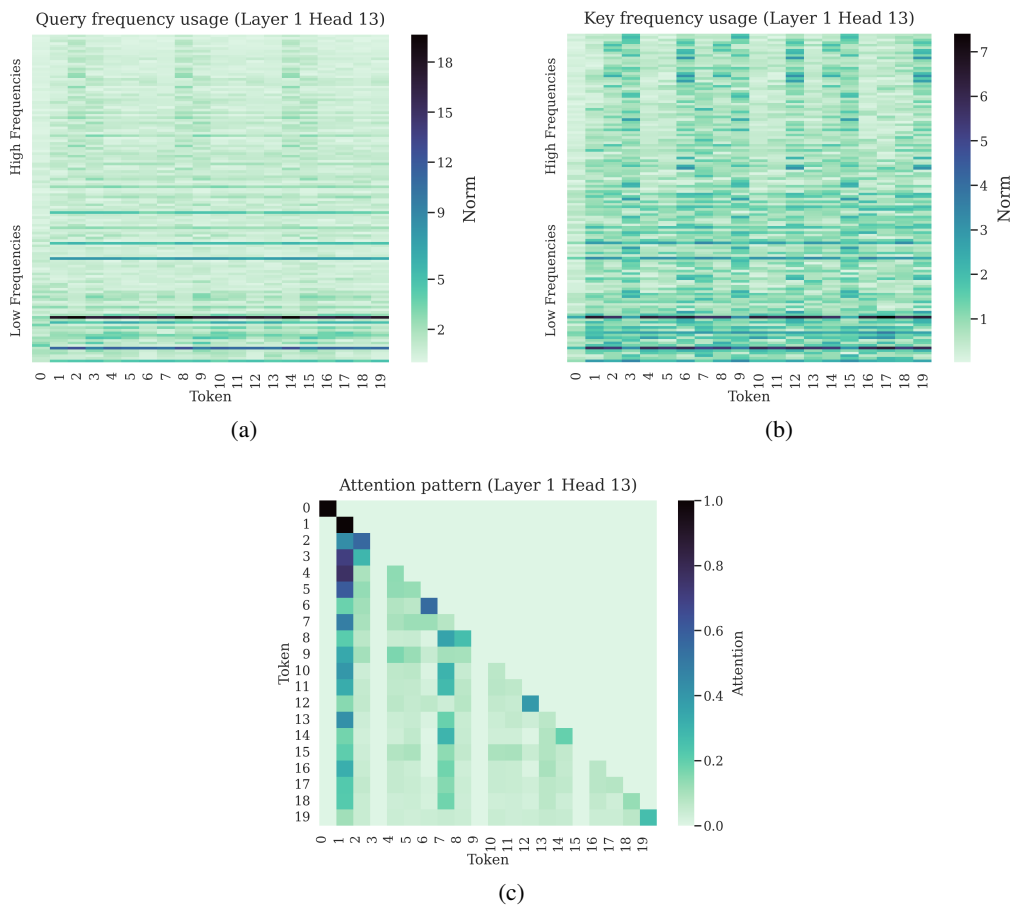 Query frequency usage (Layer 1 Head 13)
High Frequencies
Low Frequencies
0 1 2 3 4 5 6 7 8 9 10 11 12 13 14 15 16 17 18 19
Token
18
15
12
9
5
2
Norm
(a)
Key frequency usage (Layer 1 Head 13)
High Frequencies
Low Frequencies
0 1 2 3 4 5 6 7 8 9 10 11 12 13 14 15 16 17 18 19
Token
7
6
5
4
3
2
1
Norm
(b)
Attention pattern (Layer 1 Head 13)
Token
0
1
2
3
4
5
6
7
8
9
10
11
12
13
14
15
16
17
18
19
0 1 2 3 4 5 6 7 8 9 10 11 12 13 14 15 16 17 18 19
Token
1.0
0.8
0.6
0.4
0.2
0.0
Attention
(c)